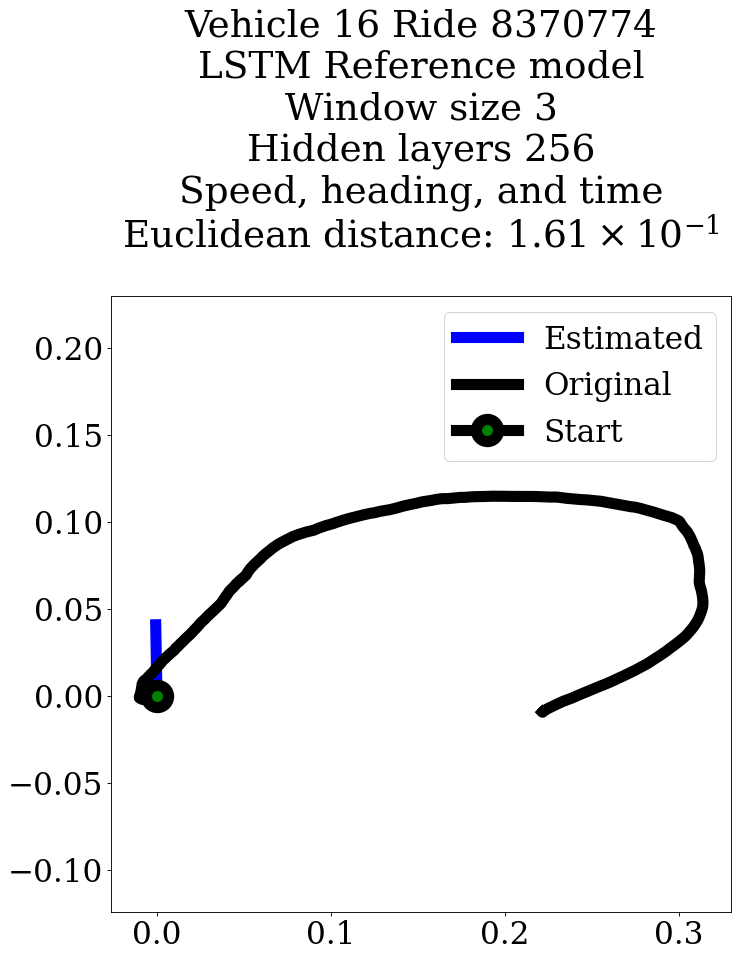 Vehicle 16 Ride 8370774
LSTM Reference model
Window size 3
Hidden layers 256
Speed, heading, and time
Euclidean distance: 1.61 × 10⁻¹
Estimated
Original
Start
0.20
0.15
0.10
0.05
0.00
−0.05
−0.10
0.0 0.1 0.2 0.3